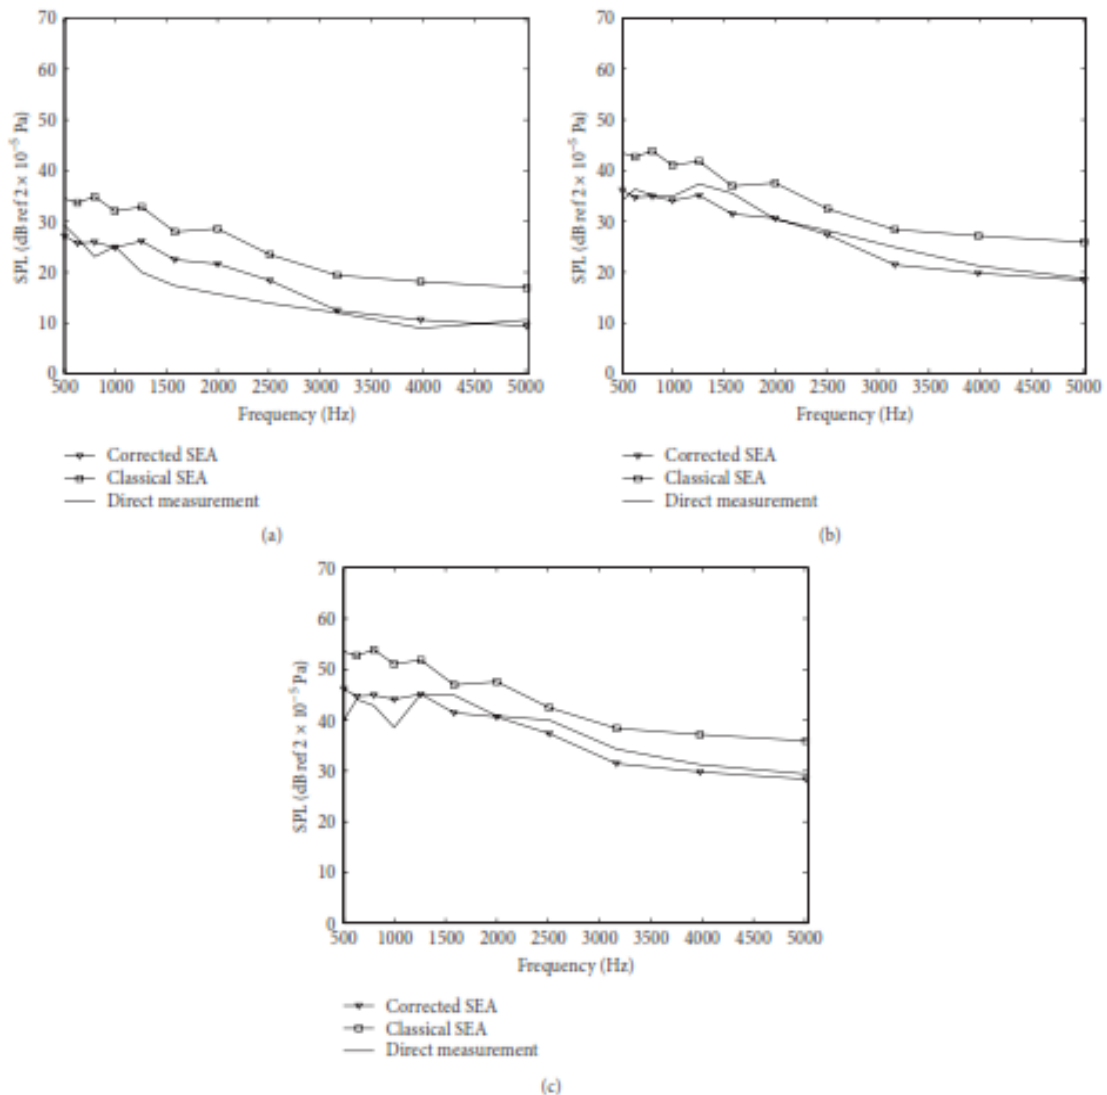 70
60
50
40
30
20
10
0
SPL (dB ref 2 × 10⁻⁵ Pa)
500 1000 1500 2000 2500 3000 3500 4000 4500 5000
Frequency (Hz)
Corrected SEA
Classical SEA
Direct measurement
(a)
70
60
50
40
30
20
10
0
SPL (dB ref 2 × 10⁻⁵ Pa)
500 1000 1500 2000 2500 3000 3500 4000 4500 5000
Frequency (Hz)
Corrected SEA
Classical SEA
Direct measurement
(b)
70
60
50
40
30
20
10
0
SPL (dB ref 2 × 10⁻⁵ Pa)
500 1000 1500 2000 2500 3000 3500 4000 4500 5000
Frequency (Hz)
Corrected SEA
Classical SEA
Direct measurement
(c)